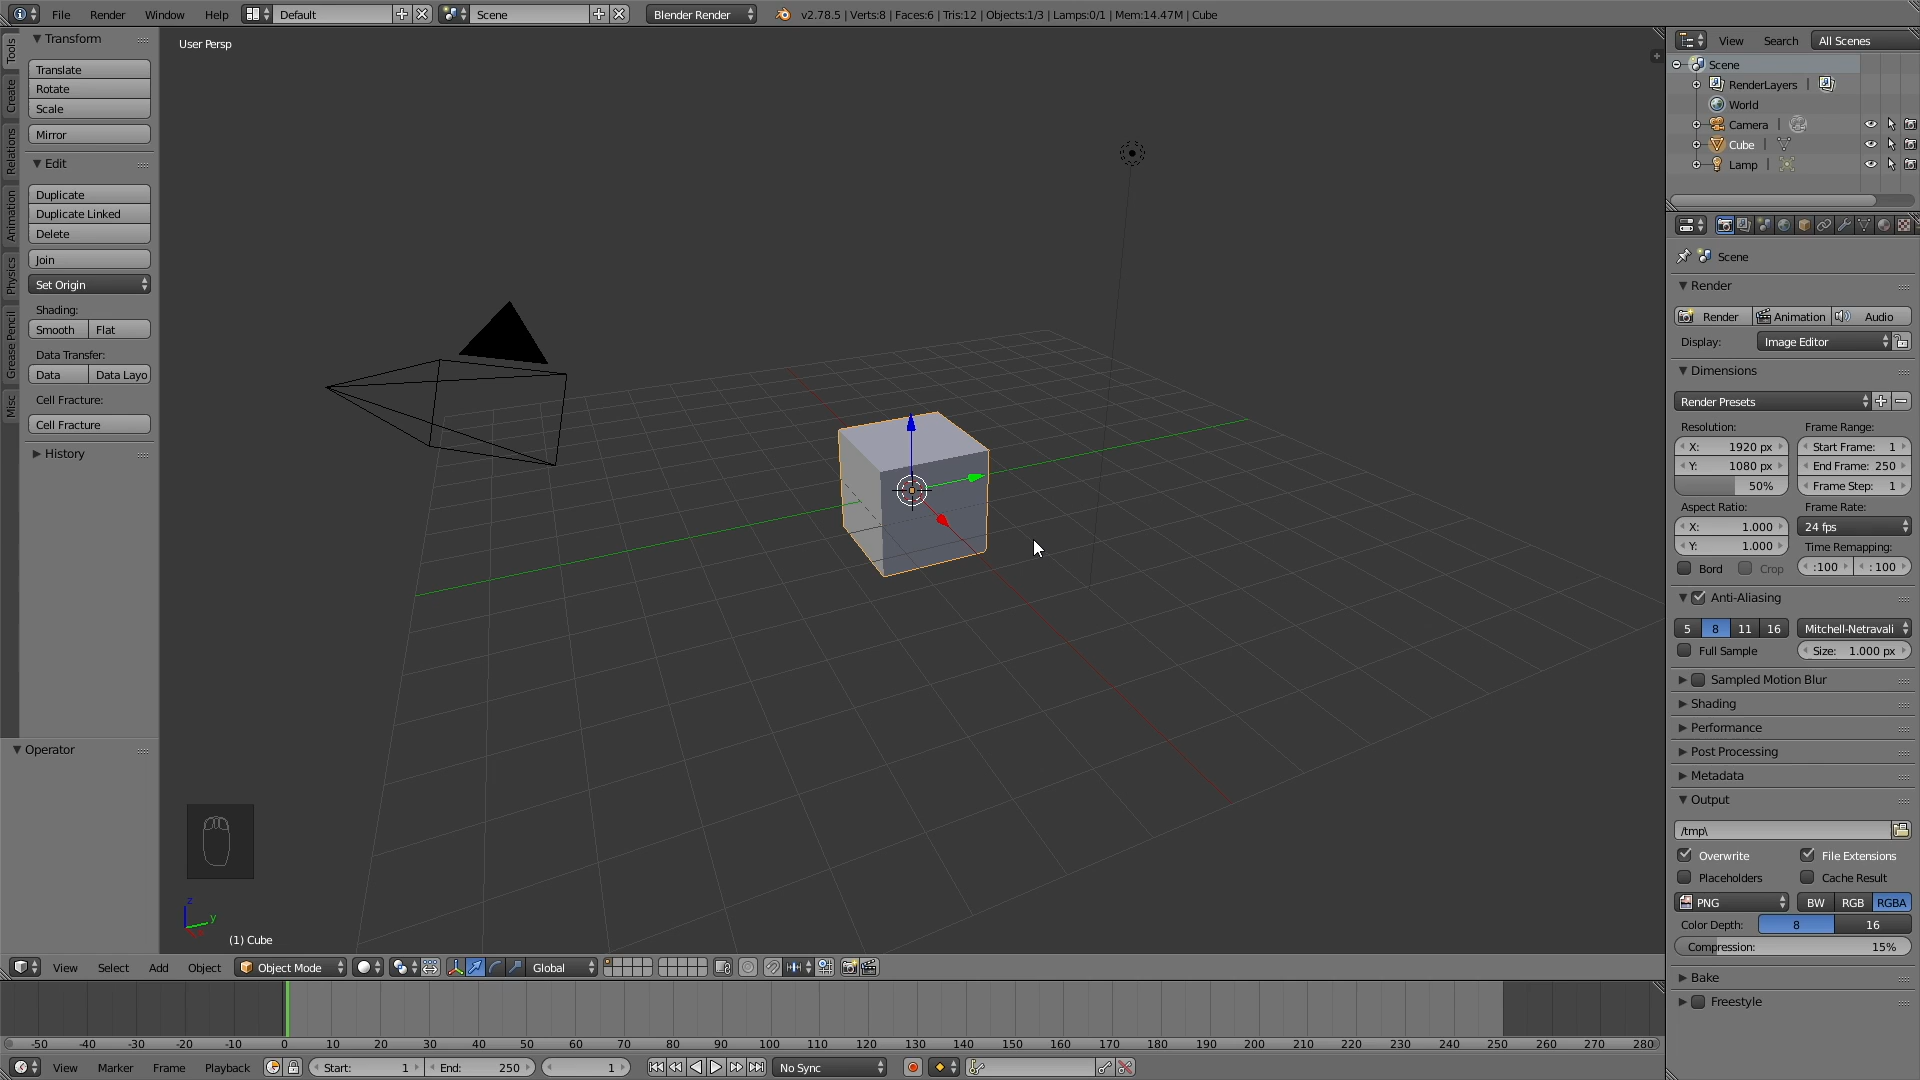 File Render Window Help Default Scene Blender Render v2.78.5 | Verts:8 | Faces:6 | Tris:12 | Objects:1/3 | Lamps:0/1 | Mem:14.47M | Cube
Tools
Create
Relations
Animation
Physics
Grease Pencil
Misc
Transform
Translate
Rotate
Scale
Mirror
Edit
Duplicate
Duplicate Linked
Delete
Join
Set Origin
Shading:
Smooth Flat
Data Transfer:
Data Data Layo
Cell Fracture:
Cell Fracture
History
Operator
User Persp
z
y
(1) Cube
View Select Add Object Object Mode Global
-50 -40 -30 -20 -10 0 10 20 30 40 50 60 70 80 90 100 110 120 130 140 150 160 170 180 190 200 210 220 230 240 250 260 270 280
View Marker Frame Playback Start: 1 End: 250 1 No Sync
View Search All Scenes
Scene
RenderLayers |
World
Camera |
Cube |
Lamp |
Scene
Render
Render Animation Audio
Display: Image Editor
Dimensions
Render Presets
Resolution: Frame Range:
X: 1920 px Start Frame: 1
Y: 1080 px End Frame: 250
50% Frame Step: 1
Aspect Ratio: Frame Rate:
X: 1.000 24 fps
Y: 1.000 Time Remapping:
Bord Crop :100 : 100
Anti-Aliasing
5 8 11 16 Mitchell-Netravali
Full Sample Size: 1.000 px
Sampled Motion Blur
Shading
Performance
Post Processing
Metadata
Output
/tmp\
Overwrite File Extensions
Placeholders Cache Result
PNG BW RGB RGBA
Color Depth: 8 16
Compression: 15%
Bake
Freestyle